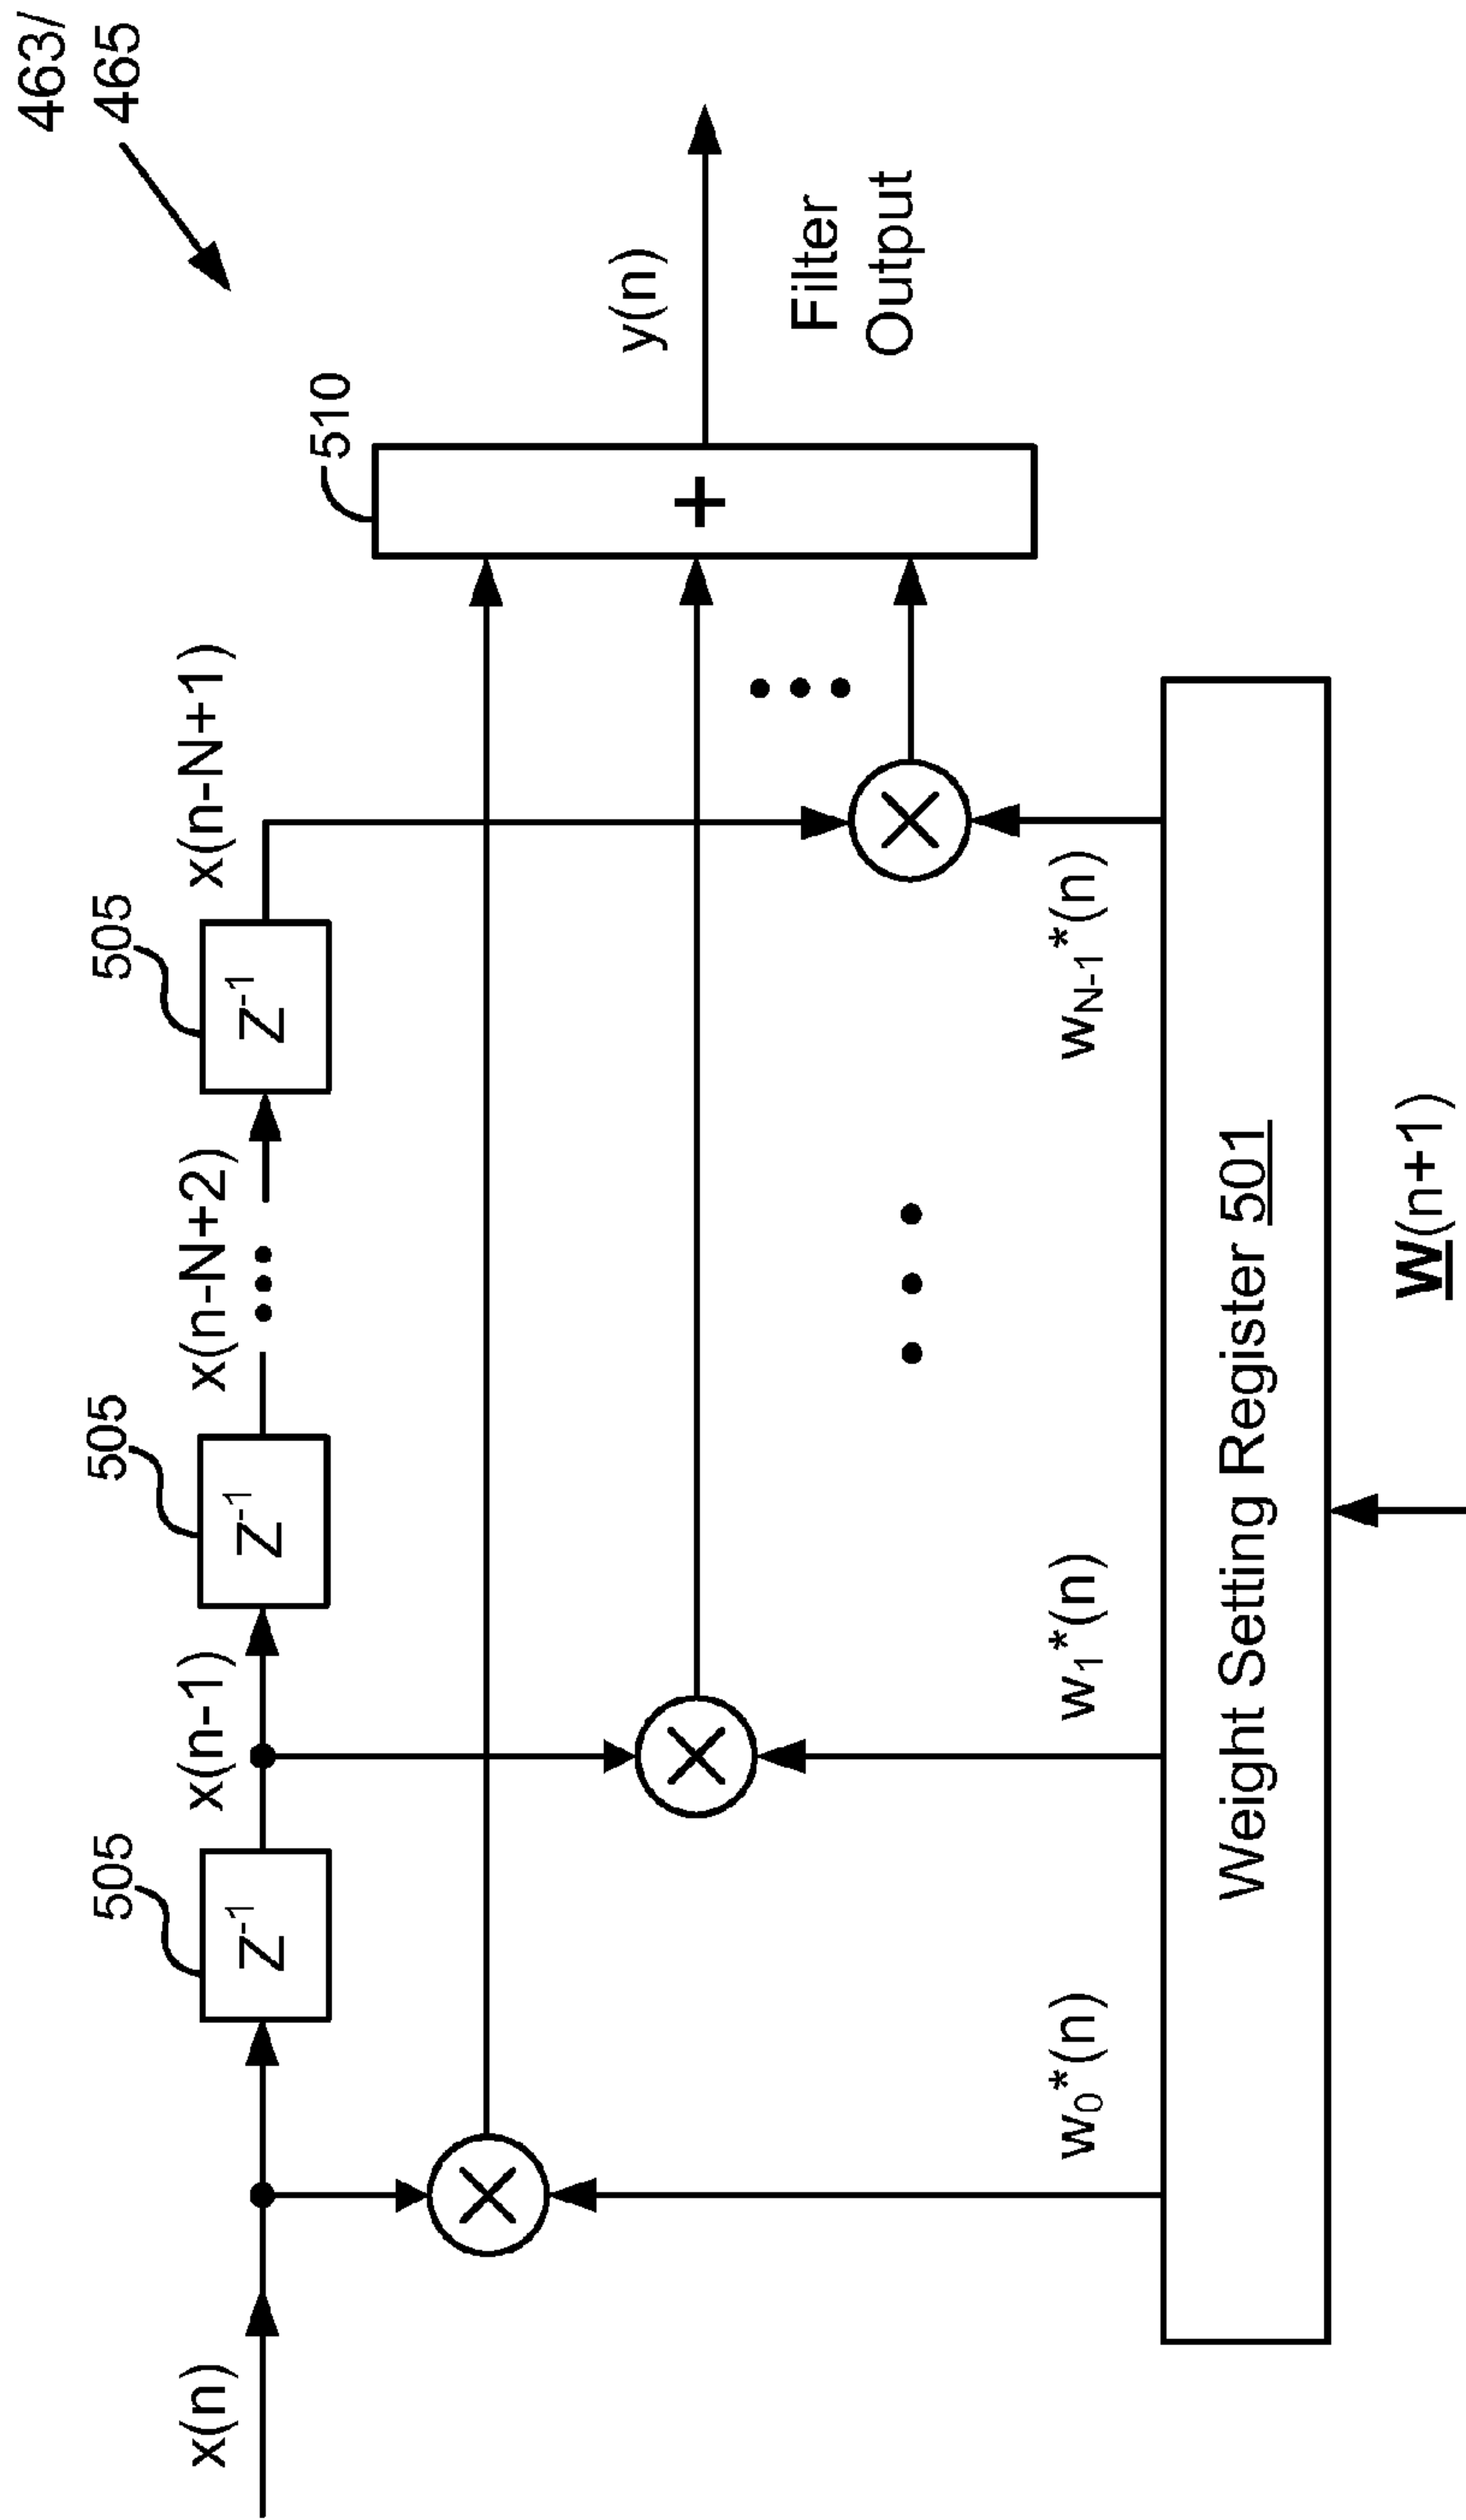 463/
465
505
505
505
510
x(n)
Z-1
x(n-1)
Z-1
x(n-N+2)
Z-1
x(n-N+1)
+
y(n)
Filter
Output
w0*(n)
w1*(n)
wN-1*(n)
Weight Setting Register 501
W(n+1)